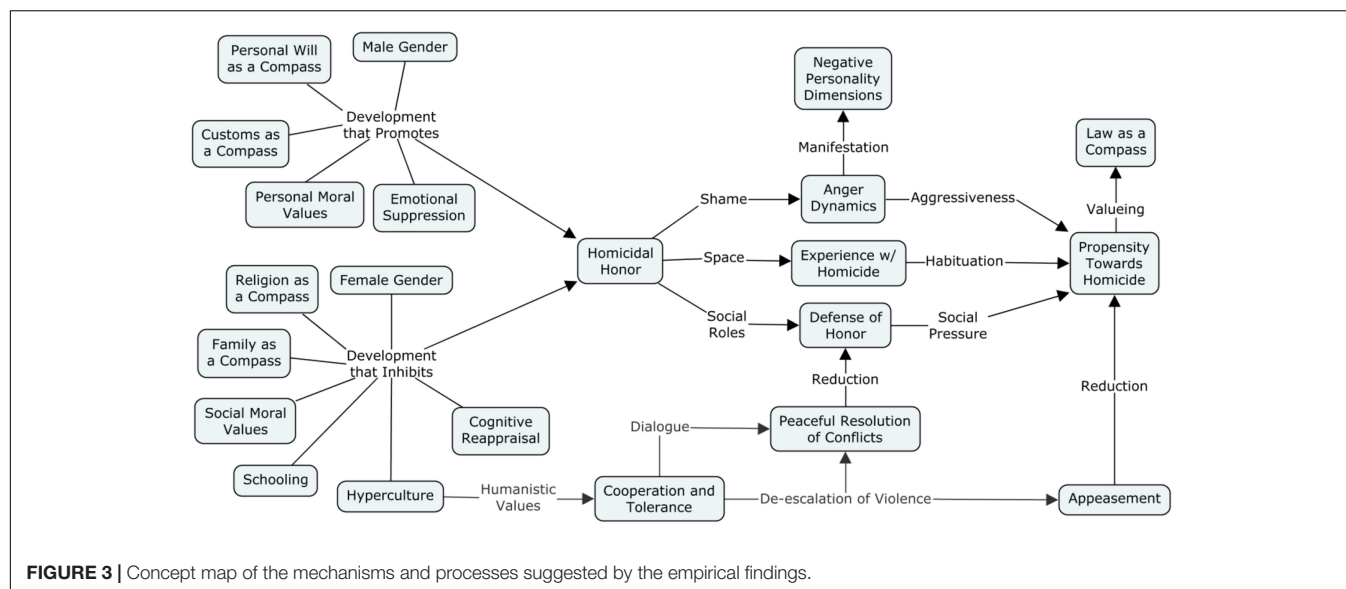 Personal Will
as a Compass
Male Gender
Development
that Promotes
Customs as
a Compass
Personal Moral
Values
Emotional
Suppression
Religion as
a Compass
Female Gender
Family as
a Compass
Development
that Inhibits
Social Moral
Values
Cognitive
Reappraisal
Schooling
Hyperculture
Humanistic
Values
Homicidal
Honor
Shame
Space
Social
Roles
Negative
Personality
Dimensions
Manifestation
Anger
Dynamics
Aggressiveness
Experience w/
Homicide
Habituation
Defense of
Honor
Social
Pressure
Reduction
Peaceful Resolution
of Conflicts
Dialogue
Cooperation and
Tolerance
De-escalation of Violence
Law as a
Compass
Valueing
Propensity
Towards
Homicide
Reduction
Appeasement
FIGURE 3 | Concept map of the mechanisms and processes suggested by the empirical findings.